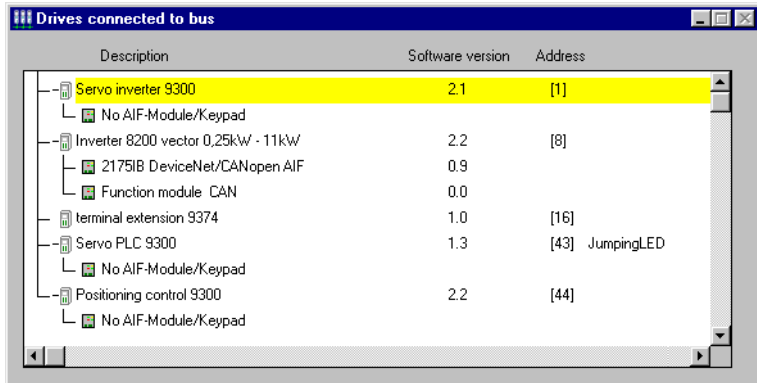 Drives connected to bus
Description Software version Address
Servo inverter 9300 2.1 [1]
No AIF-Module/Keypad
Inverter 8200 vector 0,25kW - 11kW 2.2 [8]
2175IB DeviceNet/CANopen AIF 0.9
Function module CAN 0.0
terminal extension 9374 1.0 [16]
Servo PLC 9300 1.3 [43] JumpingLED
No AIF-Module/Keypad
Positioning control 9300 2.2 [44]
No AIF-Module/Keypad